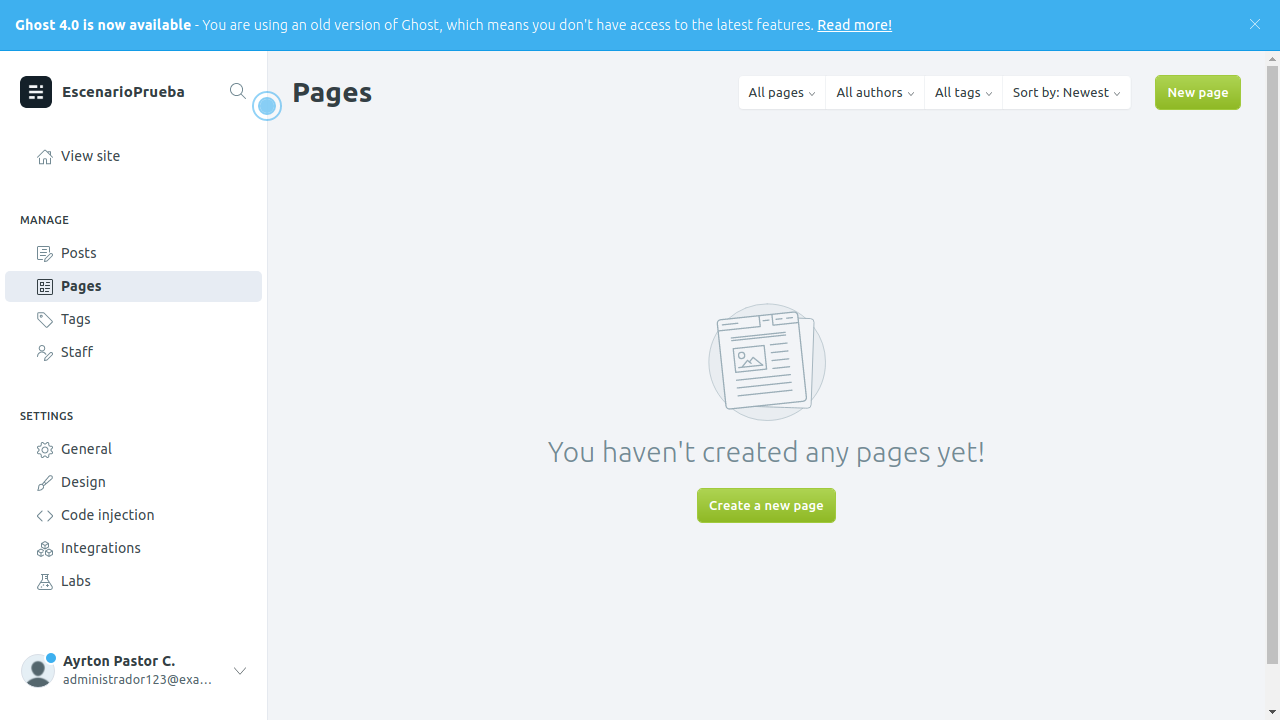 Ghost 4.0 is now available - You are using an old version of Ghost, which means you don't have access to the latest features. Read more!
EscenarioPrueba
Pages
All pages
All authors
All tags
Sort by: Newest
New page
View site
MANAGE
Posts
Pages
Tags
Staff
SETTINGS
General
Design
Code injection
Integrations
Labs
You haven't created any pages yet!
Create a new page
Ayrton Pastor C.
administrador123@exa...